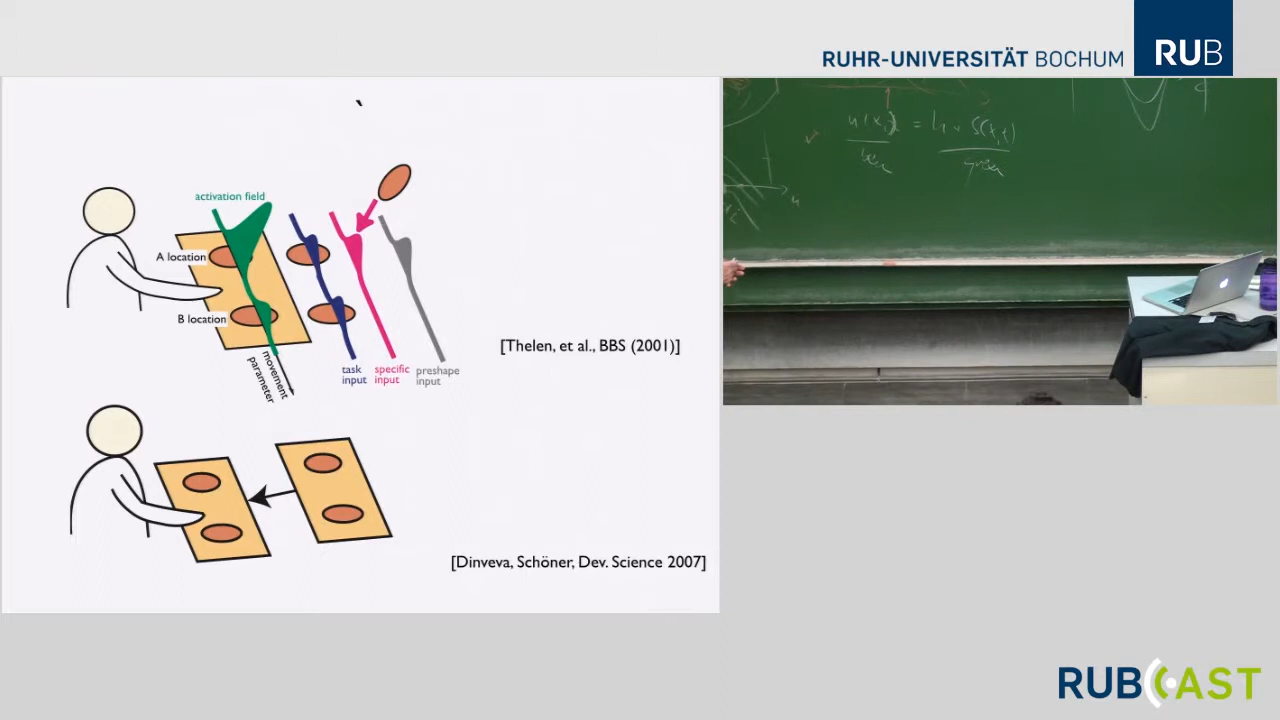 RUHR-UNIVERSITÄT BOCHUM
RUB
activation field
A location
B location
movement
parameter
task
input
specific
input
preshape
input
[Thelen, et al., BBS (2001)]
[Dinveva, Schöner, Dev. Science 2007]
RUBCAST